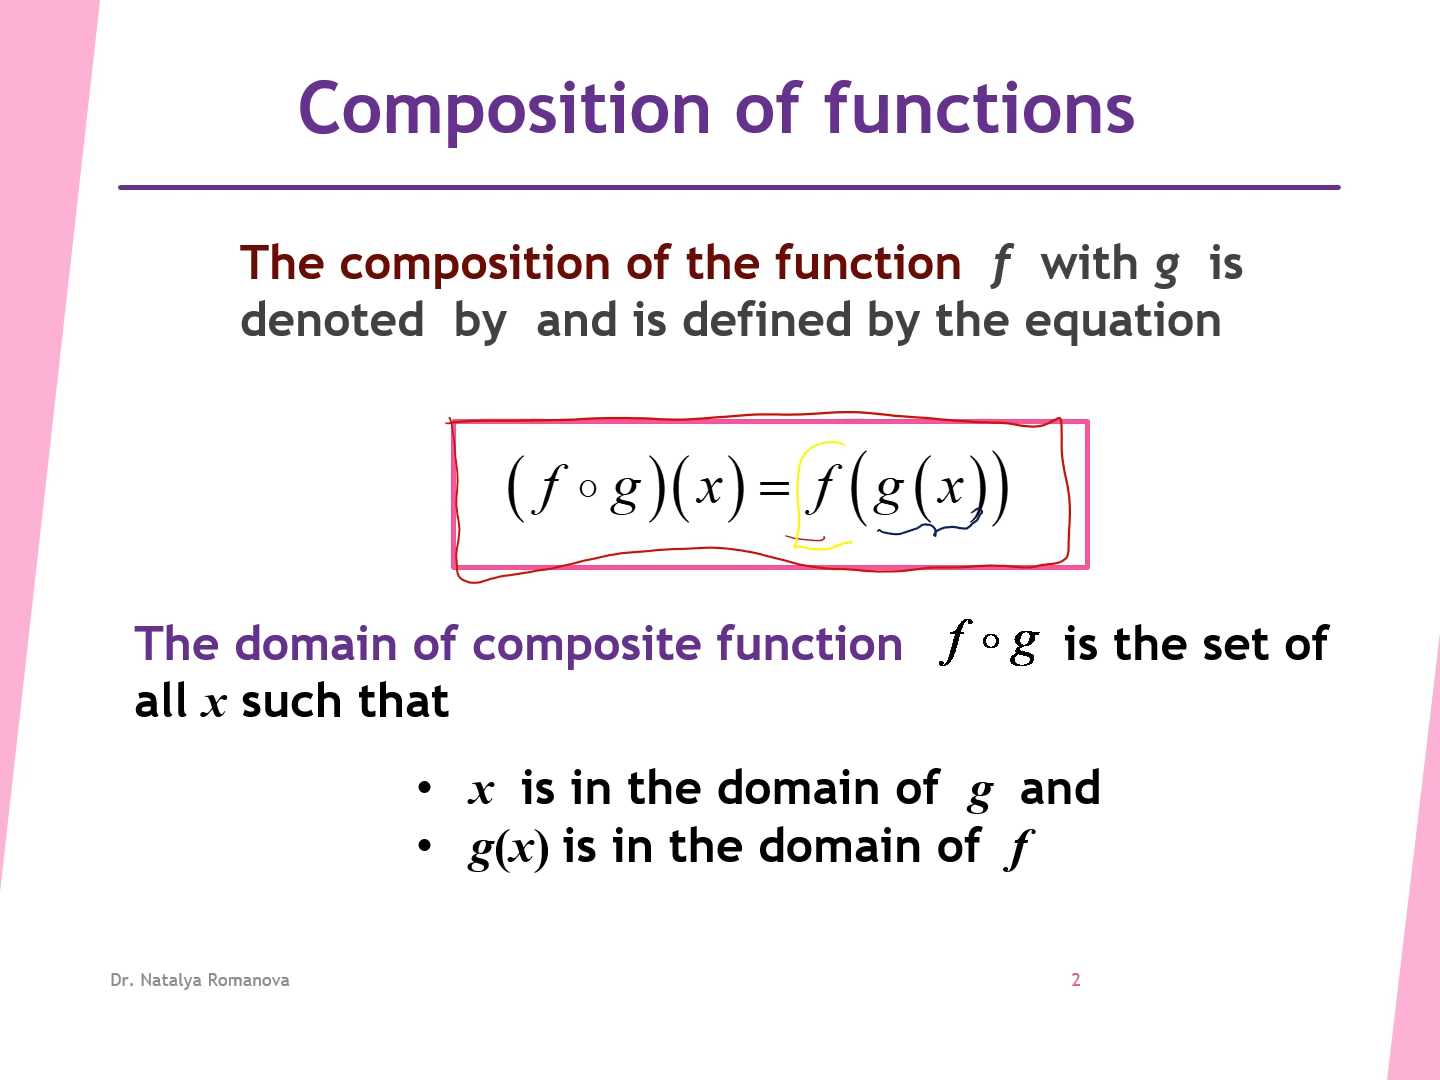 Composition of functions
The composition of the function f with g is
denoted by and is defined by the equation
(f ∘ g)(x) = f(g(x))
The domain of composite function f ∘ g is the set of
all x such that
• x is in the domain of g and
• g(x) is in the domain of f
Dr. Natalya Romanova 2